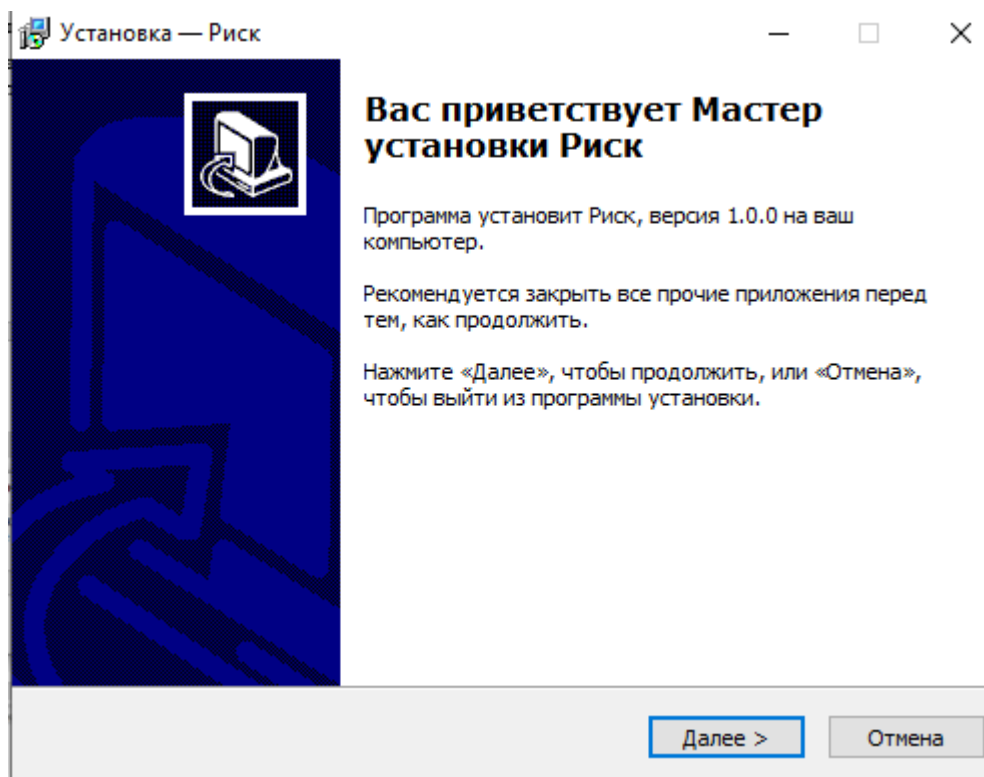 Установка — Риск
Вас приветствует Мастер
установки Риск
Программа установит Риск, версия 1.0.0 на ваш
компьютер.
Рекомендуется закрыть все прочие приложения перед
тем, как продолжить.
Нажмите «Далее», чтобы продолжить, или «Отмена»,
чтобы выйти из программы установки.
Далее >
Отмена